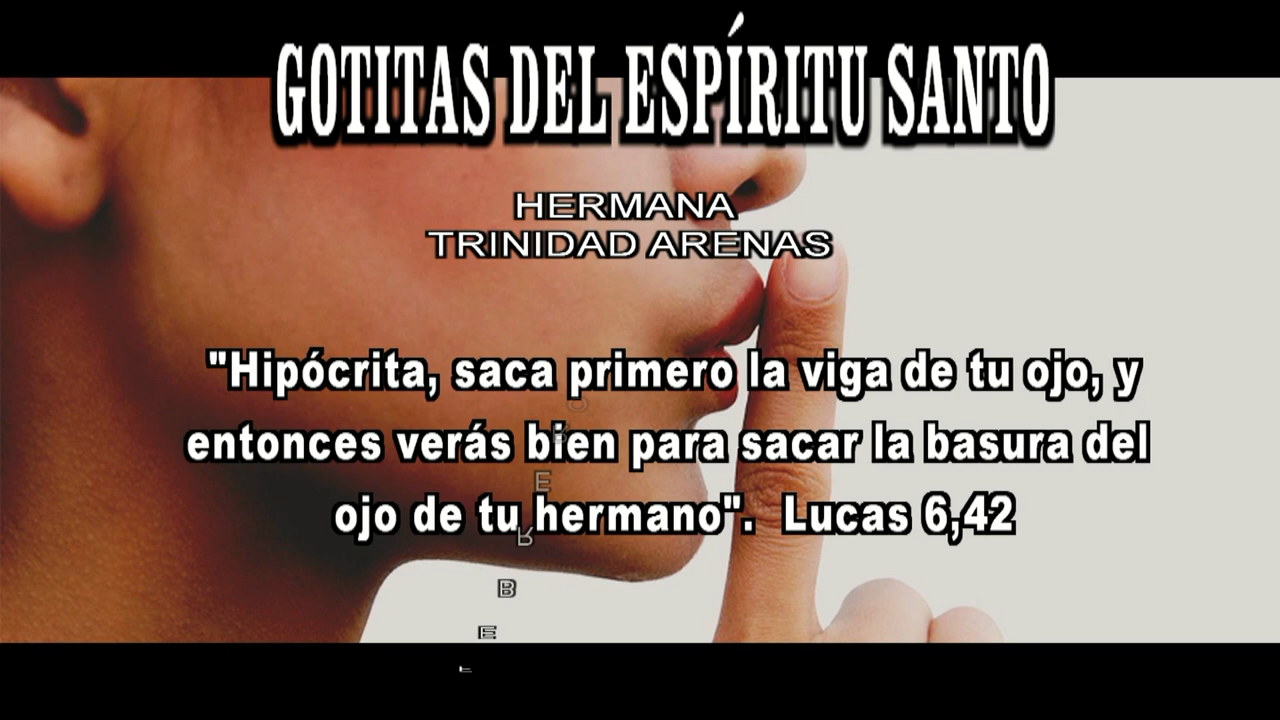 GOTITAS DEL ESPÍRITU SANTO
HERMANA
TRINIDAD ARENAS
"Hipócrita, saca primero la viga de tu ojo, y
entonces verás bien para sacar la basura del
ojo de tu hermano".  Lucas 6,42